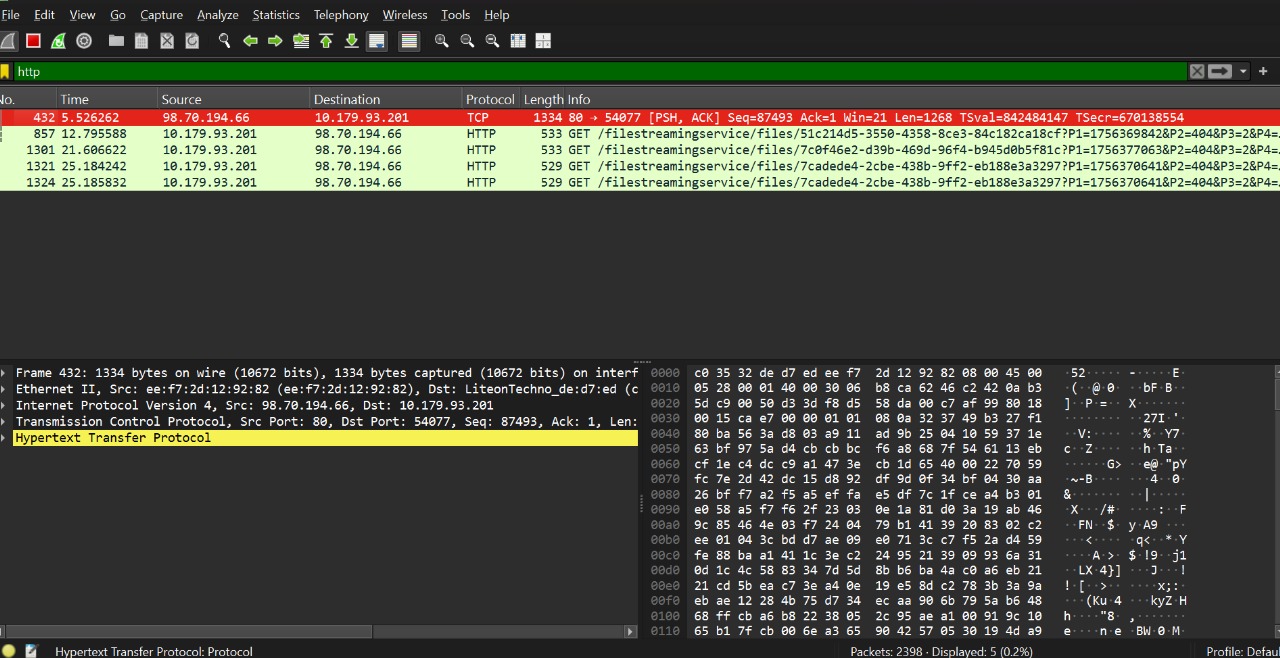 File Edit View Go Capture Analyze Statistics Telephony Wireless Tools Help
http
No. Time Source Destination Protocol Length Info
432 5.526262 98.70.194.66 10.179.93.201 TCP 1334 80 → 54077 [PSH, ACK] Seq=87493 Ack=1 Win=21 Len=1268 TSval=842484147 TSecr=670138554
857 12.795588 10.179.93.201 98.70.194.66 HTTP 533 GET /filestreamingservice/files/51c214d5-3550-4358-8ce3-84c182ca18cf?P1=1756369842&P2=404&P3=2&P4=
1301 21.606622 10.179.93.201 98.70.194.66 HTTP 533 GET /filestreamingservice/files/7c0f46e2-d39b-469d-96f4-b945d0b5f81c?P1=1756377063&P2=404&P3=2&P4=
1321 25.184242 10.179.93.201 98.70.194.66 HTTP 529 GET /filestreamingservice/files/7cadede4-2cbe-438b-9ff2-eb188e3a3297?P1=1756370641&P2=404&P3=2&P4=
1324 25.185832 10.179.93.201 98.70.194.66 HTTP 529 GET /filestreamingservice/files/7cadede4-2cbe-438b-9ff2-eb188e3a3297?P1=1756370641&P2=404&P3=2&P4=
Frame 432: 1334 bytes on wire (10672 bits), 1334 bytes captured (10672 bits) on interf
Ethernet II, Src: ee:f7:2d:12:92:82 (ee:f7:2d:12:92:82), Dst: LiteonTechno_de:d7:ed (c
Internet Protocol Version 4, Src: 98.70.194.66, Dst: 10.179.93.201
Transmission Control Protocol, Src Port: 80, Dst Port: 54077, Seq: 87493, Ack: 1, Len:
Hypertext Transfer Protocol
0000 c0 35 32 de d7 ed ee f7 2d 12 92 82 08 00 45 00 ·52····· -·····E·
0010 05 28 00 01 40 00 30 06 b8 ca 62 46 c2 42 0a b3 ·(··@·0· ··bF·B··
0020 5d c9 00 50 d3 3d f8 d5 58 da 00 c7 af 99 80 18 ]··P·=·· X·······
0030 00 15 ca e7 00 00 01 01 08 0a 32 37 49 b3 27 f1 ········ ··27I·'·
0040 80 ba 56 3a d8 03 a9 11 ad 9b 25 04 10 59 37 1e ··V:···· ··%··Y7·
0050 63 bf 97 5a d4 cb cb bc f6 a8 68 7f 54 61 13 eb c··Z···· ··h·Ta··
0060 cf 1e c4 dc c9 a1 47 3e cb 1d 65 40 00 22 70 59 ······G> ··e@·"pY
0070 fc 7e 2d 42 dc 15 d8 92 df 9d 0f 34 bf 04 30 aa ·~-B···· ···4··0·
0080 26 bf f7 a2 f5 a5 ef fa e5 df 7c 1f ce a4 b3 01 &······· ··|·····
0090 e0 58 a5 f7 f6 2f 23 03 0e 1a 81 d0 3a 19 ab 46 ·X···/#· ····:··F
00a0 9c 85 46 4e 03 f7 24 04 79 b1 41 39 20 83 02 c2 ··FN··$· y·A9 ···
00b0 ee 01 04 3c bd d7 ae 09 e0 71 3c c7 f5 2a d4 59 ···<···· ·q<··*·Y
00c0 fe 88 ba a1 41 1c 3e c2 24 95 21 39 09 93 6a 31 ····A·>· $·!9··j1
00d0 0d 1c 4c 58 83 34 7d 5d 8b b6 ba 4a c0 a6 eb 21 ··LX·4}] ···J···!
00e0 21 cd 5b ea c7 3e a4 0e 19 e5 8d c2 78 3b 3a 9a !·[··>·· ····x;:·
00f0 eb ae 12 28 4b 75 d7 34 ec aa 90 6b 79 5a b6 48 ···(Ku·4 ···kyZ·H
0100 68 ff cb a6 b8 22 38 05 2c 95 ae a1 00 91 9c 10 h····"8· ,·······
0110 65 b1 7f cb 00 6e a3 65 90 42 57 05 30 19 4d a9 e····n·e ·BW·0·M·
Hypertext Transfer Protocol: Protocol Packets: 2398 · Displayed: 5 (0.2%) Profile: Defau